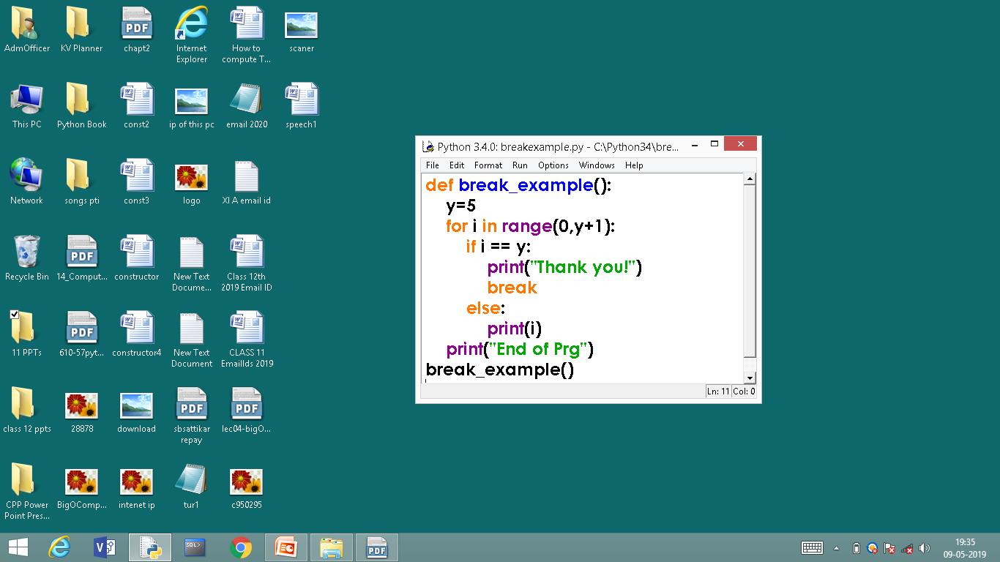 AdmOfficer
KV Planner
chapt2
Internet
Explorer
How to
compute T...
scaner
This PC
Python Book
const2
ip of this pc
email 2020
speech1
Network
songs pti
const3
logo
XI A email id
Recycle Bin
14_Comput...
constructor
New Text
Docume...
Class 12th
2019 Email ID
11 PPTs
610-57pyt...
constructor4
New Text
Document
CLASS 11
EmailIds 2019
class 12 ppts
28878
download
sbsattikar
repay
lec04-bigO...
CPP Power
Point Pres...
BigOComp...
intenet ip
tur1
c950295
PDF
PDF
PDF
PDF
PDF
Python 3.4.0: breakexample.py - C:\Python34\bre...
File Edit Format Run Options Windows Help
def break_example():
y=5
for i in range(0,y+1):
if i == y:
print("Thank you!")
break
else:
print(i)
print("End of Prg")
break_example()
Ln: 11 Col: 0
SQL>
PDF
19:35
09-05-2019